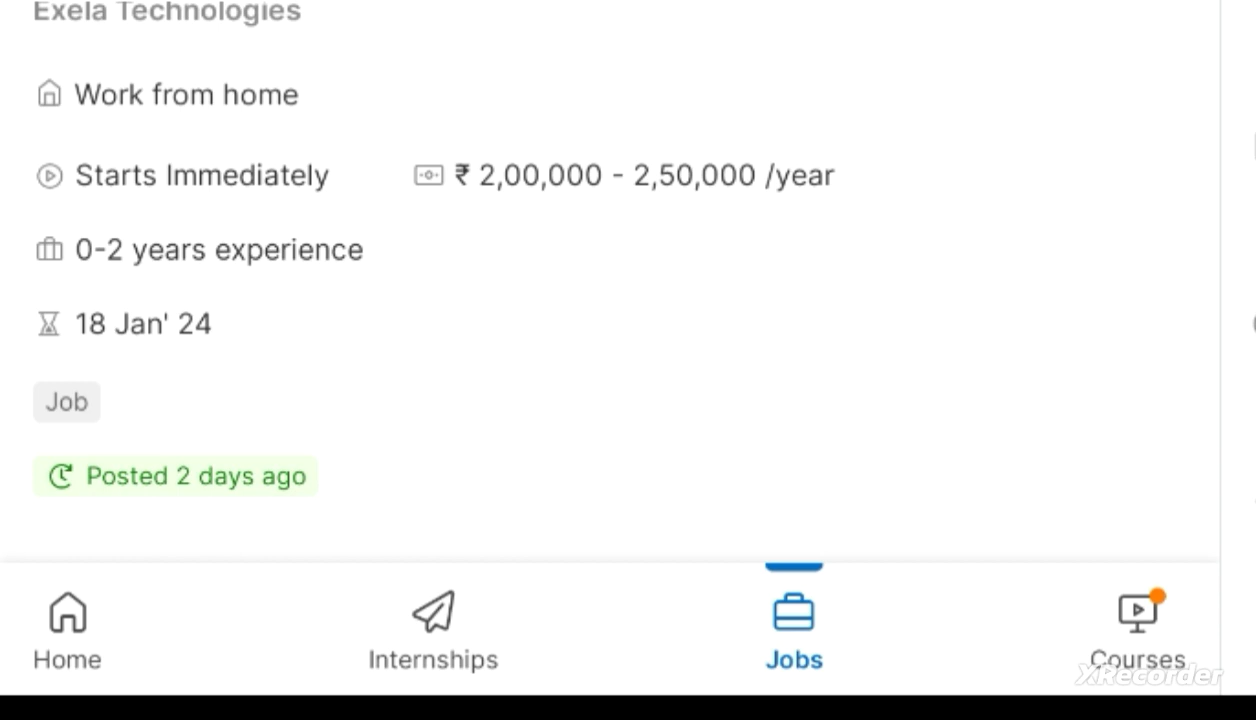 Exela Technologies
Work from home
Starts Immediately ₹ 2,00,000 - 2,50,000 /year
0-2 years experience
18 Jan' 24
Job
Posted 2 days ago
Home Internships Jobs Courses
XRecorder